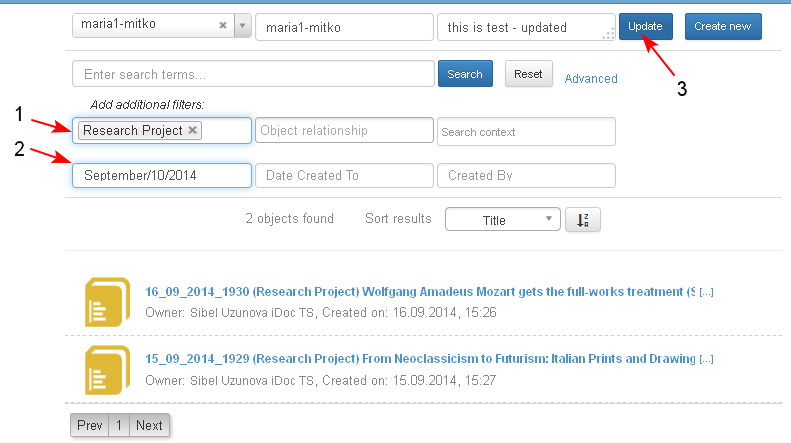 maria1-mitko × maria1-mitko this is test - updated Update Create new
Enter search terms... Search Reset Advanced
3
Add additional filters:
1
Research Project × Object relationship Search context
2
September/10/2014 Date Created To Created By
2 objects found Sort results Title
16_09_2014_1930 (Research Project) Wolfgang Amadeus Mozart gets the full-works treatment (S [...]
Owner: Sibel Uzunova iDoc TS, Created on: 16.09.2014, 15:26
15_09_2014_1929 (Research Project) From Neoclassicism to Futurism: Italian Prints and Drawing [...]
Owner: Sibel Uzunova iDoc TS, Created on: 15.09.2014, 15:27
Prev 1 Next